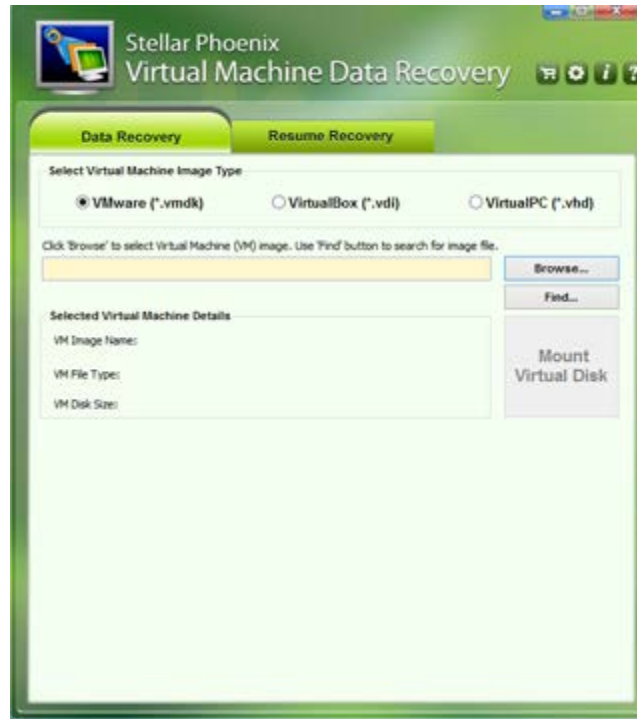 Stellar Phoenix
Virtual Machine Data Recovery
Data Recovery
Resume Recovery
Select Virtual Machine Image Type
VMware (*.vmdk)
VirtualBox (*.vdi)
VirtualPC (*.vhd)
Click 'Browse' to select Virtual Machine (VM) image. Use 'Find' button to search for image file.
Browse...
Find...
Selected Virtual Machine Details
VM Image Name:
VM File Type:
VM Disk Size:
Mount
Virtual Disk